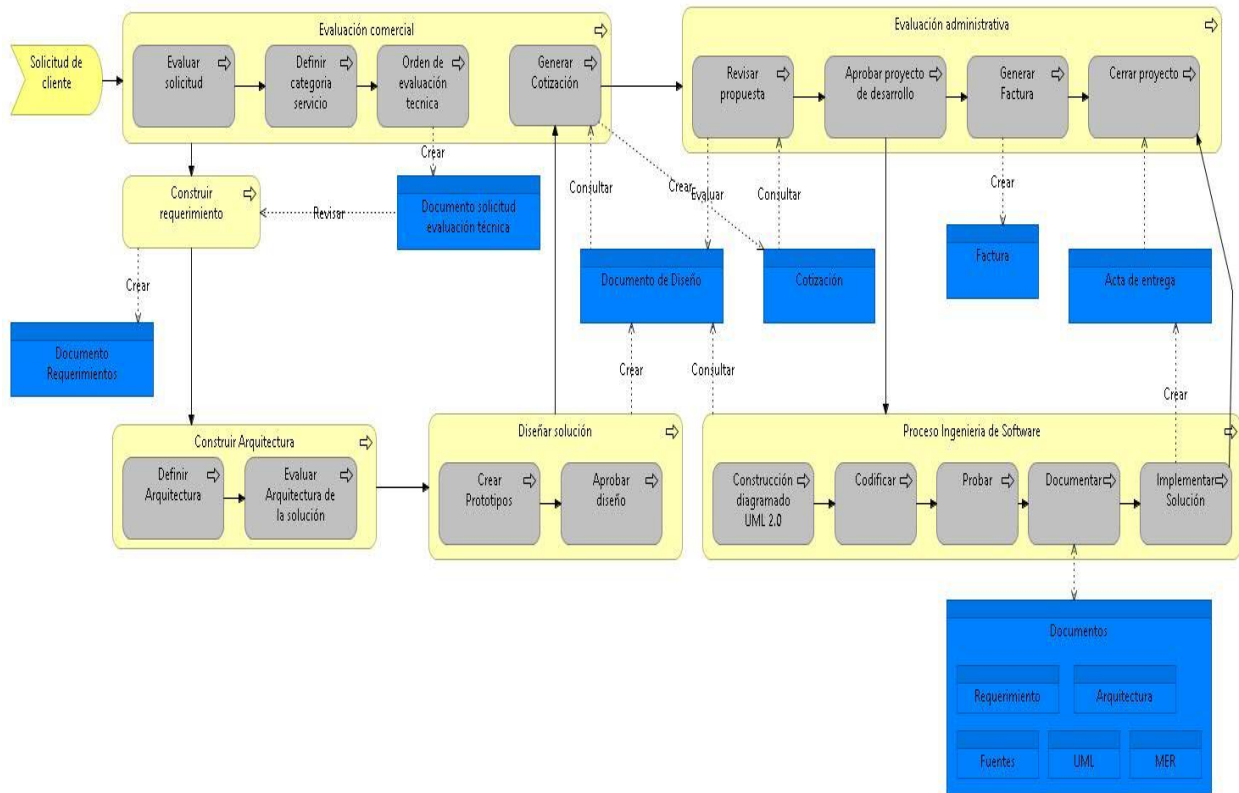 Evaluación comercial
Evaluación administrativa
Solicitud de
cliente
Evaluar
solicitud
Definir
categoria
servicio
Orden de
evaluación
tecnica
Generar
Cotización
Revisar
propuesta
Aprobar proyecto
de desarrollo
Generar
Factura
Cerrar proyecto
Crear
Consultar
Crear
Evaluar
Consultar
Crear
Construir
requerimiento
Revisar
Documento solicitud
evaluación técnica
Documento de Diseño
Cotización
Factura
Acta de entrega
Crear
Documento
Requerimientos
Crear
Consultar
Crear
Construir Arquitectura
Diseñar solución
Proceso Ingenieria de Software
Definir
Arquitectura
Evaluar
Arquitectura de
la solución
Crear
Prototipos
Aprobar
diseño
Construcción
diagramado
UML 2.0
Codificar
Probar
Documentar
Implementar
Solución
Documentos
Requerimiento
Arquitectura
Fuentes
UML
MER